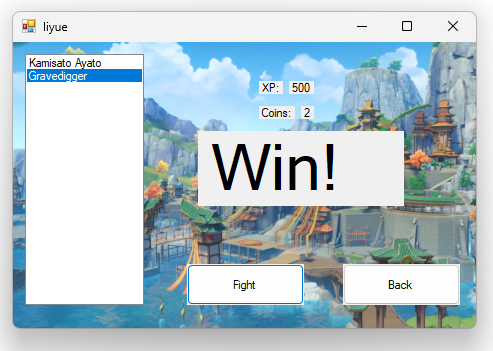 liyue
Kamisato Ayato
Gravedigger
XP: 500
Coins: 2
Win!
Fight
Back